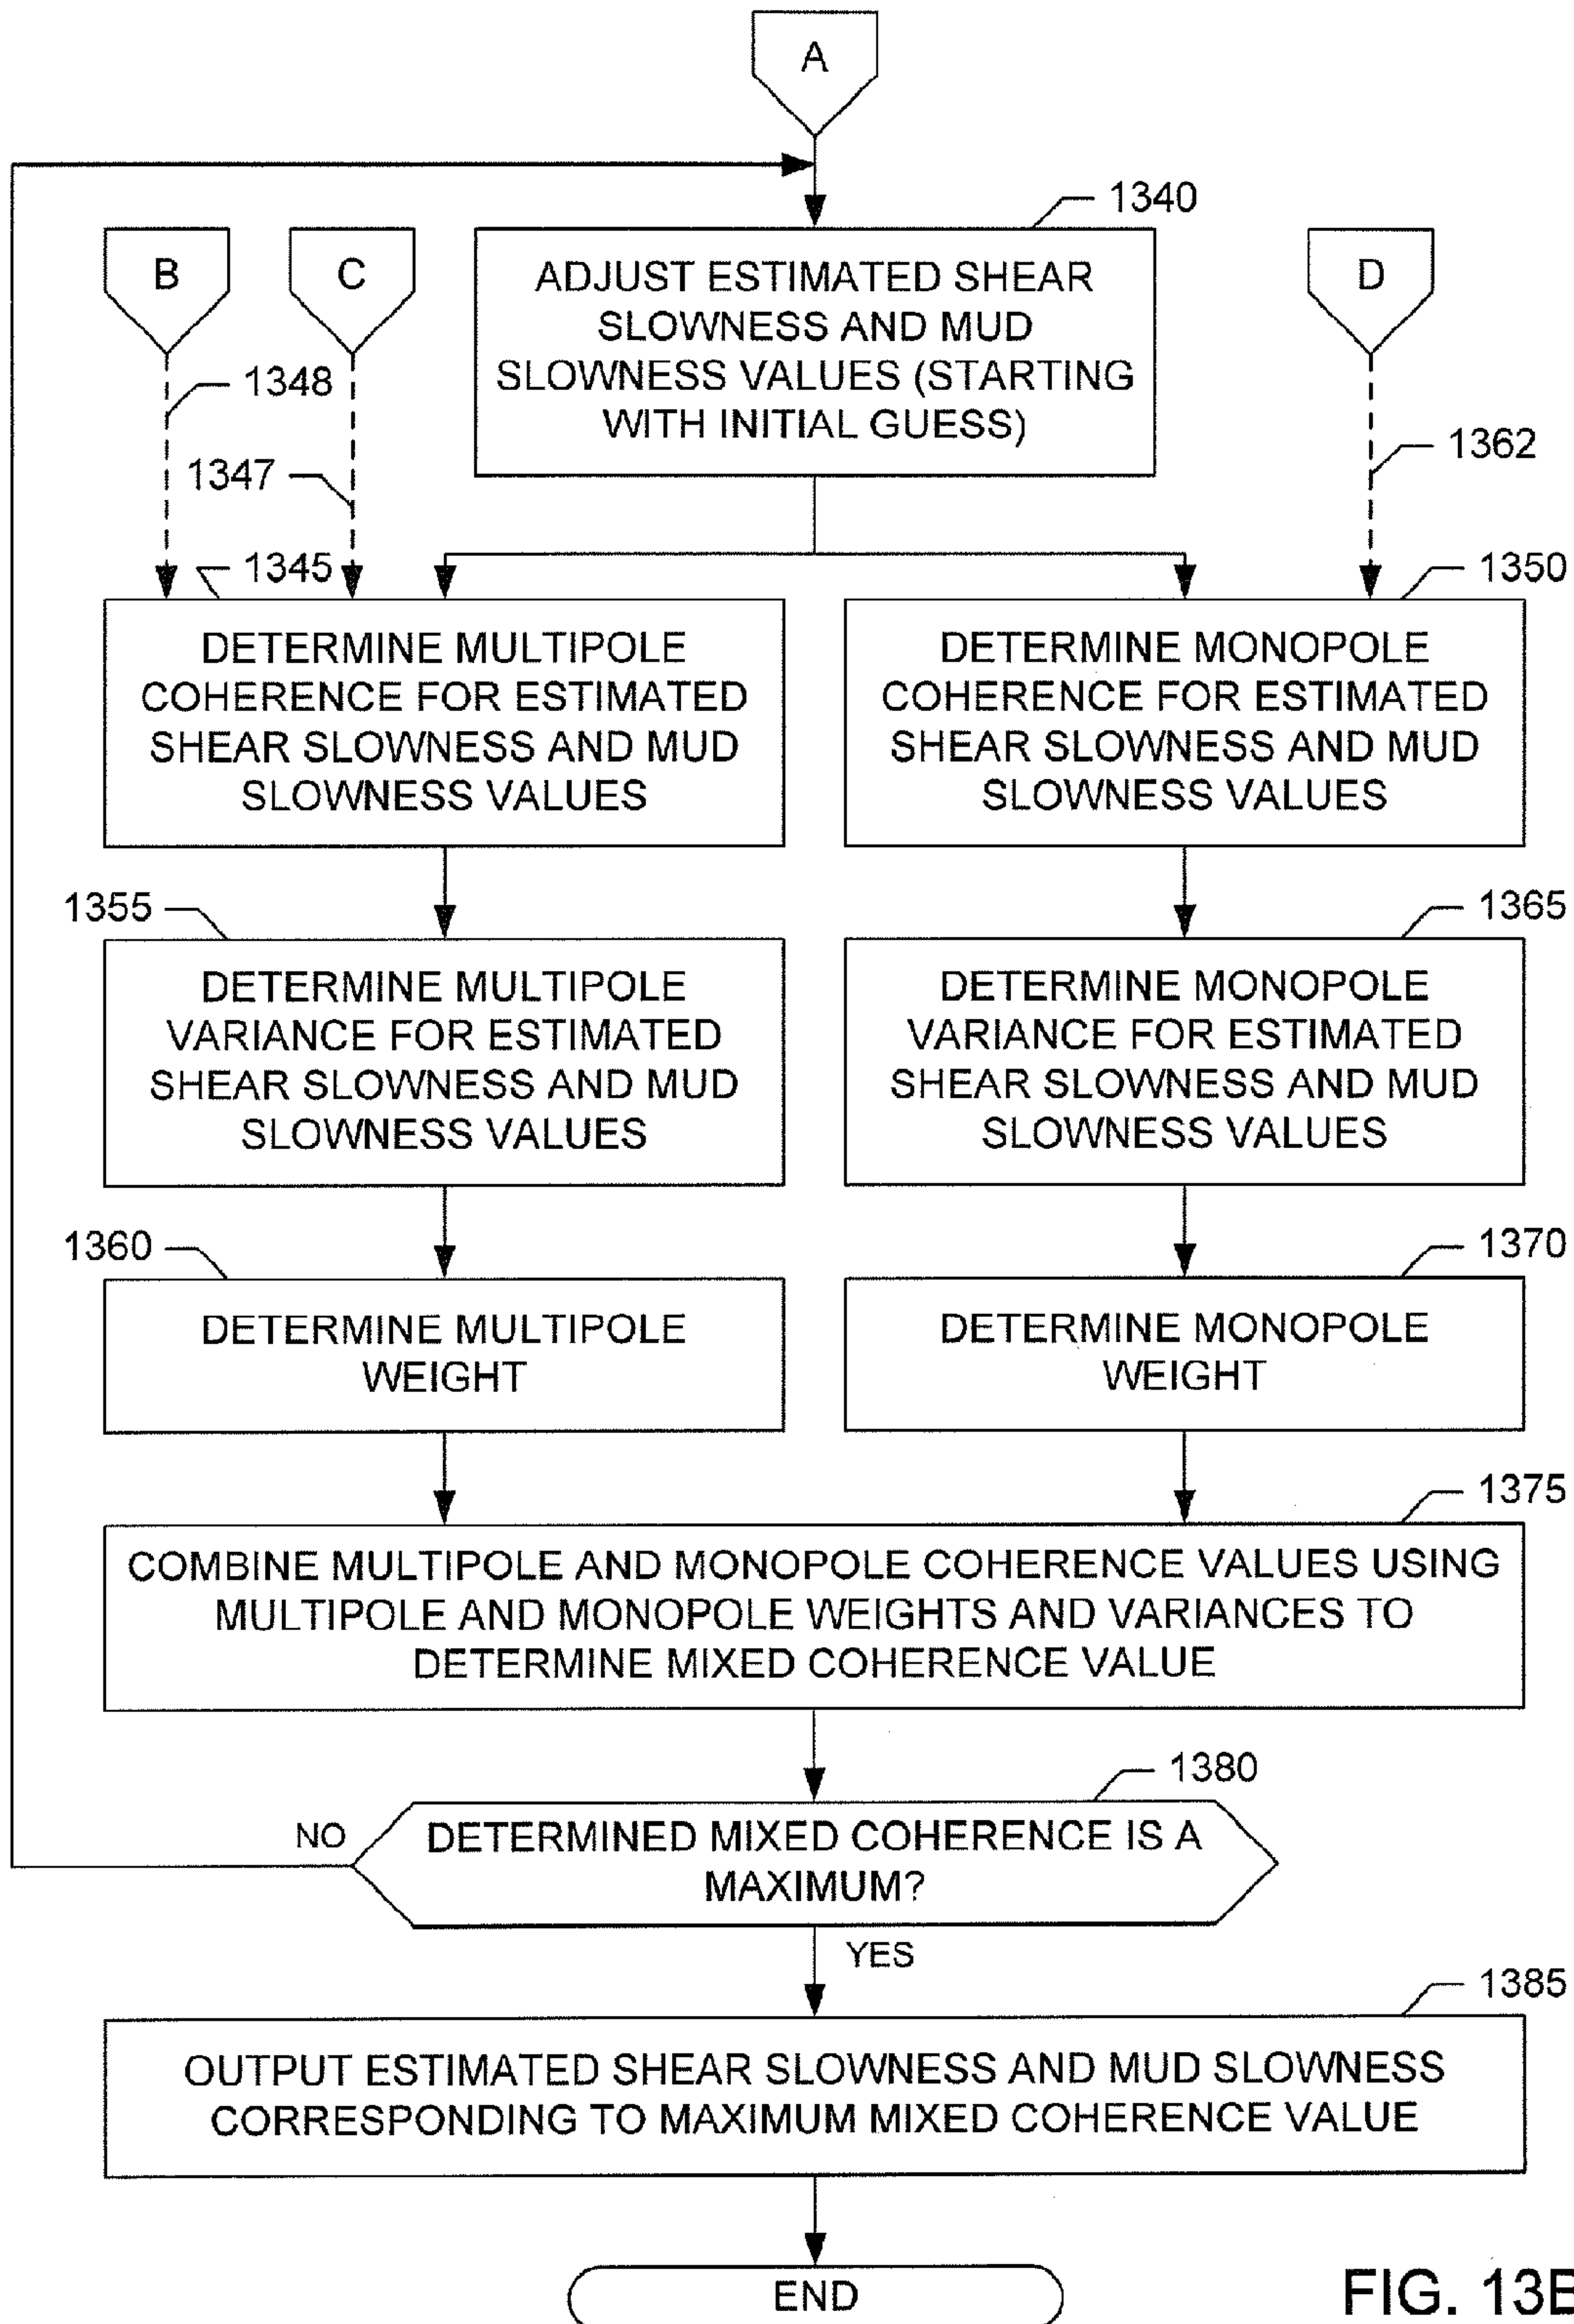 A
1340
B
C
ADJUST ESTIMATED SHEAR
SLOWNESS AND MUD
SLOWNESS VALUES (STARTING
WITH INITIAL GUESS)
D
1348
1347
1362
1345
1350
DETERMINE MULTIPOLE
COHERENCE FOR ESTIMATED
SHEAR SLOWNESS AND MUD
SLOWNESS VALUES
DETERMINE MONOPOLE
COHERENCE FOR ESTIMATED
SHEAR SLOWNESS AND MUD
SLOWNESS VALUES
1355
1365
DETERMINE MULTIPOLE
VARIANCE FOR ESTIMATED
SHEAR SLOWNESS AND MUD
SLOWNESS VALUES
DETERMINE MONOPOLE
VARIANCE FOR ESTIMATED
SHEAR SLOWNESS AND MUD
SLOWNESS VALUES
1360
1370
DETERMINE MULTIPOLE
WEIGHT
DETERMINE MONOPOLE
WEIGHT
1375
COMBINE MULTIPOLE AND MONOPOLE COHERENCE VALUES USING
MULTIPOLE AND MONOPOLE WEIGHTS AND VARIANCES TO
DETERMINE MIXED COHERENCE VALUE
1380
NO
DETERMINED MIXED COHERENCE IS A
MAXIMUM?
YES
1385
OUTPUT ESTIMATED SHEAR SLOWNESS AND MUD SLOWNESS
CORRESPONDING TO MAXIMUM MIXED COHERENCE VALUE
END
FIG. 13B